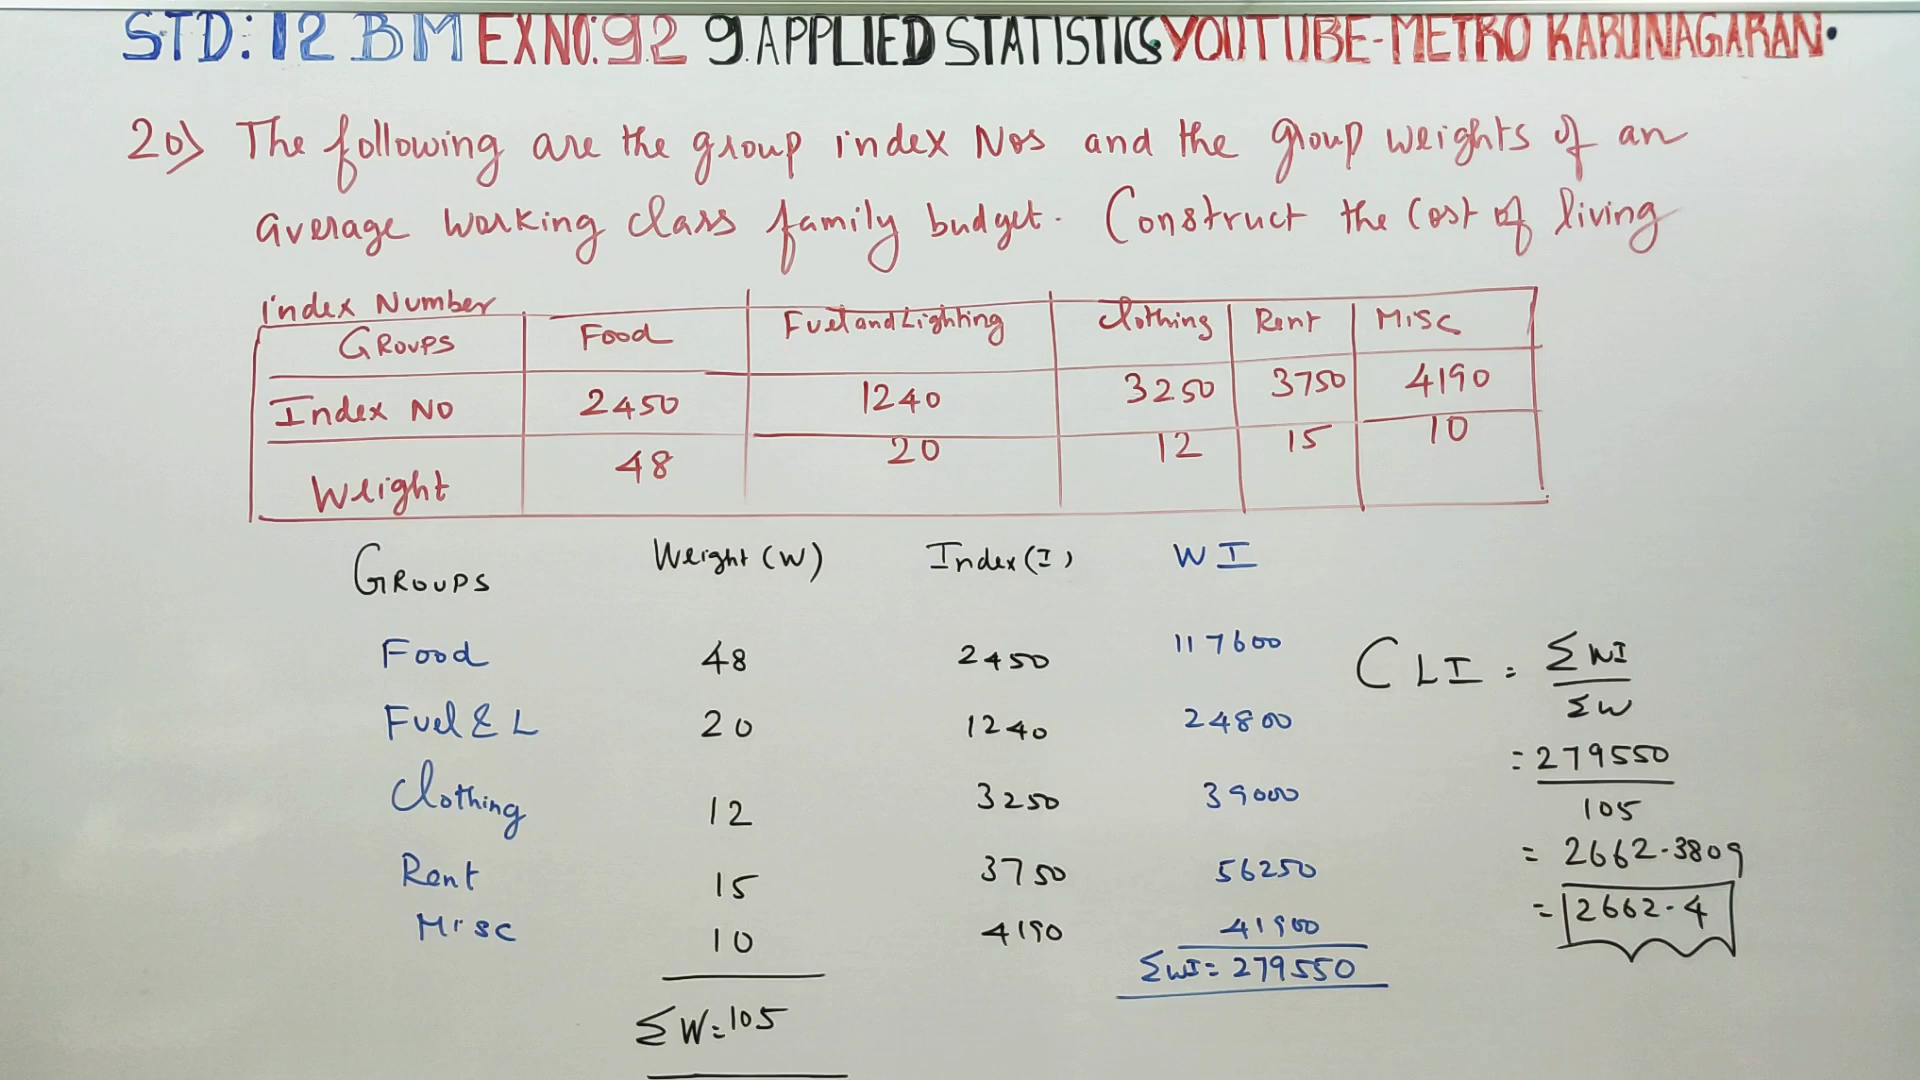 STD: 12 BM EX NO: 9.2 9. APPLIED STATISTICS YOUTUBE-METRO KARUNAGARAN.
20) The following are the group index Nos and the group weights of an
average working class family budget. Construct the Cost of living
index Number
GROUPS Food Fuel and Lighting Clothing Rent Misc
Index NO 2450 1240 3250 3750 4190
Weight 48 20 12 15 10
GROUPS Weight (W) Index (I) WI
Food 48 2450 117600
Fuel & L 20 1240 24800
Clothing 12 3250 39000
Rent 15 3750 56250
Misc 10 4190 41900
ΣW=105 ΣWI= 279550
CLI = ΣWI
ΣW
= 279550
105
= 2662.3809
= 2662.4